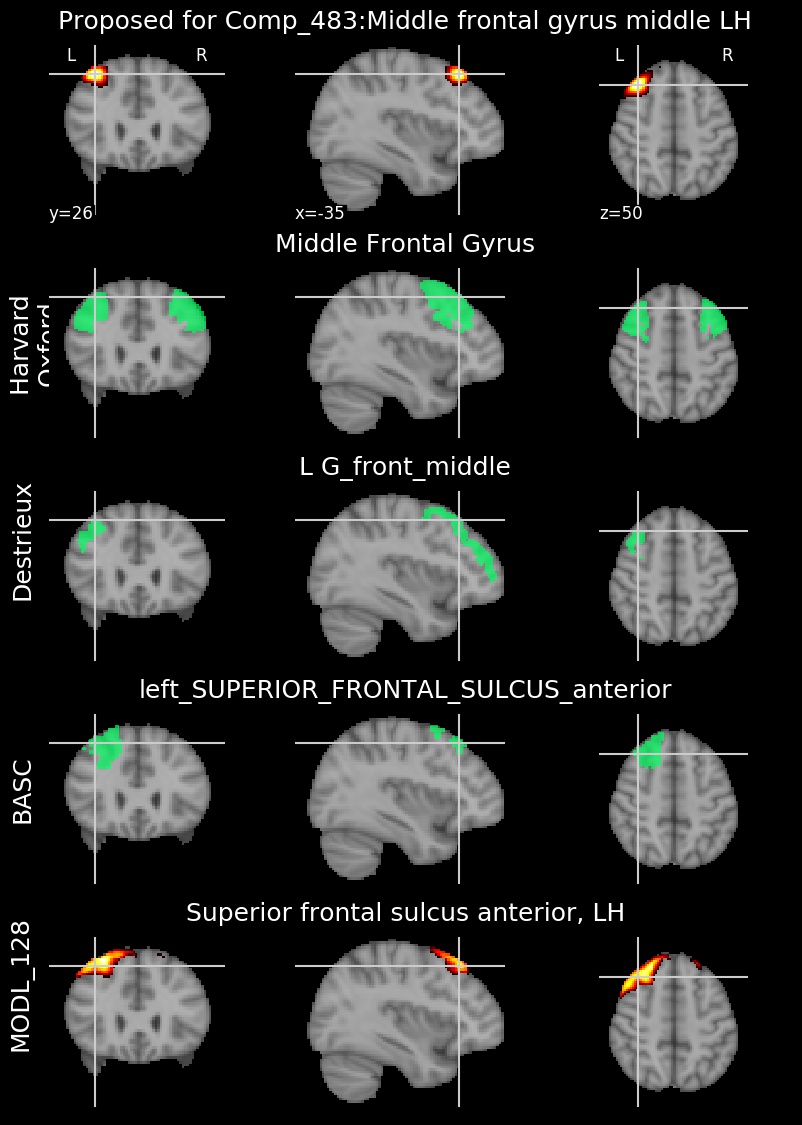 Proposed for Comp_483:Middle frontal gyrus middle LH
L R L R
y=26 x=-35 z=50
Middle Frontal Gyrus
Harvard
Oxford
L G_front_middle
Destrieux
left_SUPERIOR_FRONTAL_SULCUS_anterior
BASC
Superior frontal sulcus anterior, LH
MODL_128